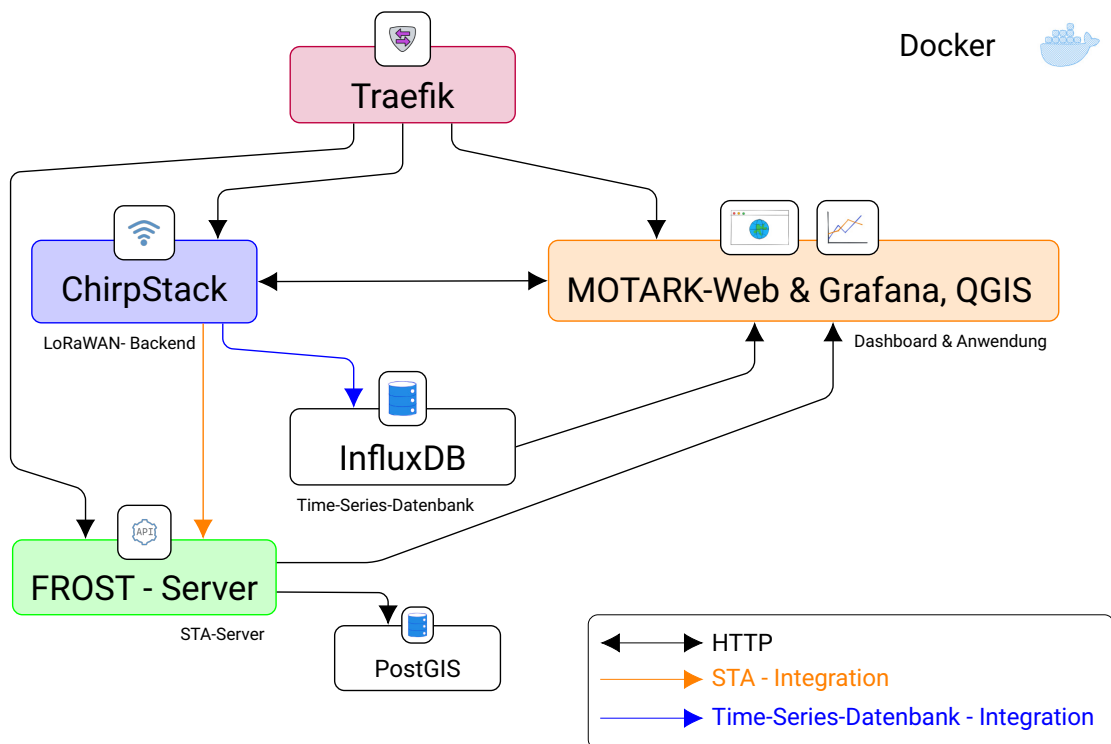 Docker
Traefik
ChirpStack
LoRaWAN- Backend
MOTARK-Web & Grafana, QGIS
Dashboard & Anwendung
InfluxDB
Time-Series-Datenbank
API
FROST - Server
STA-Server
PostGIS
HTTP
STA - Integration
Time-Series-Datenbank - Integration